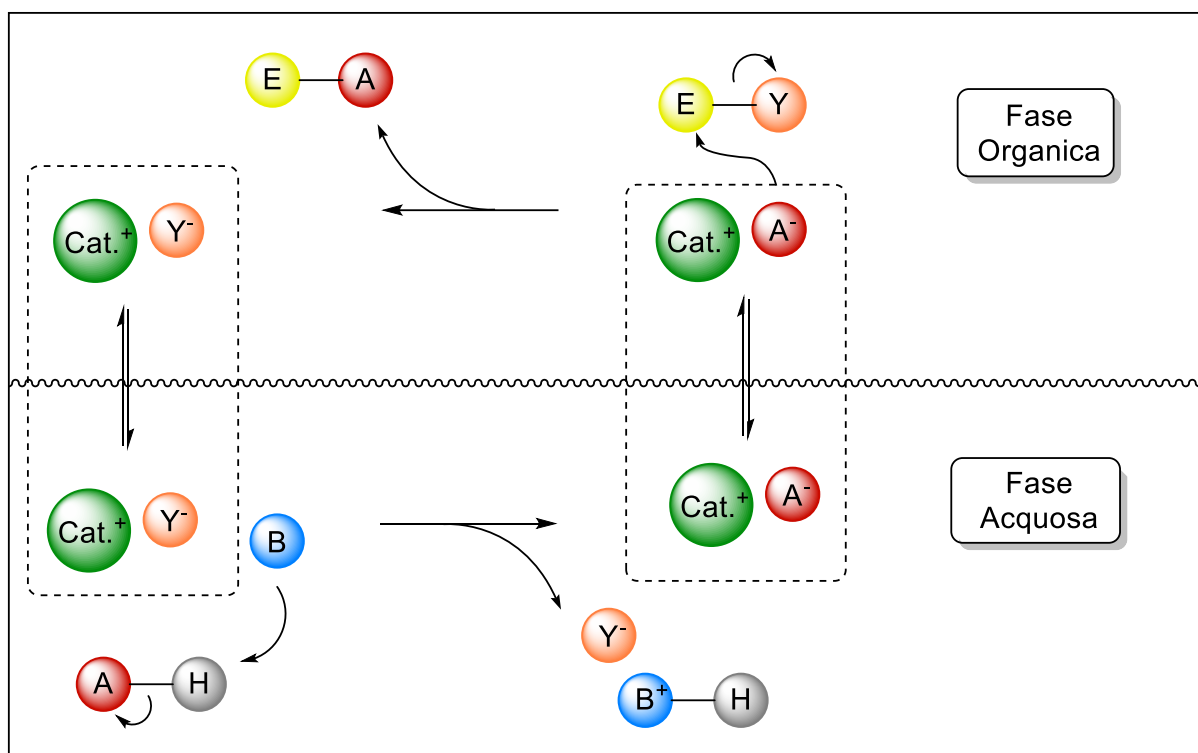 E A
E Y
Fase
Organica
Cat.+ Y-
Cat.+ A-
Cat.+ Y-
B
Cat.+ A-
Fase
Acquosa
Y-
A H
B+ H